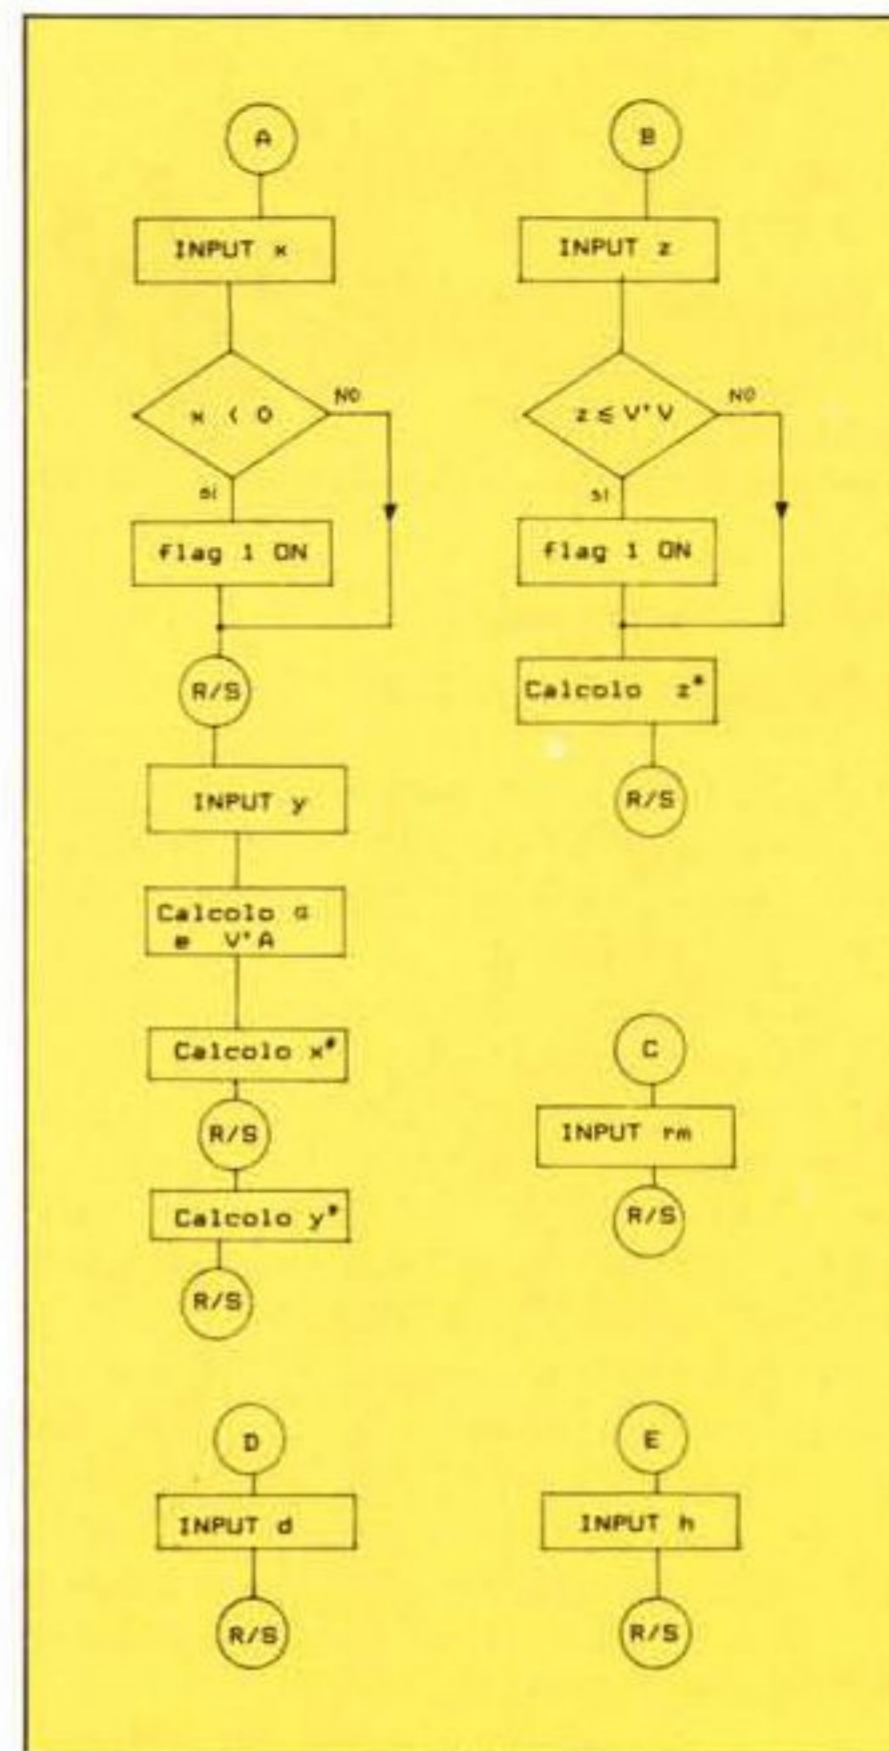 A
INPUT x
x < 0
NO
si
flag 1 ON
R/S
INPUT y
Calcolo α
e V'A
Calcolo x*
R/S
Calcolo y*
R/S
B
INPUT z
z ≤ V'V
NO
si
flag 1 ON
Calcolo z*
R/S
C
INPUT rm
R/S
D
INPUT d
R/S
E
INPUT h
R/S